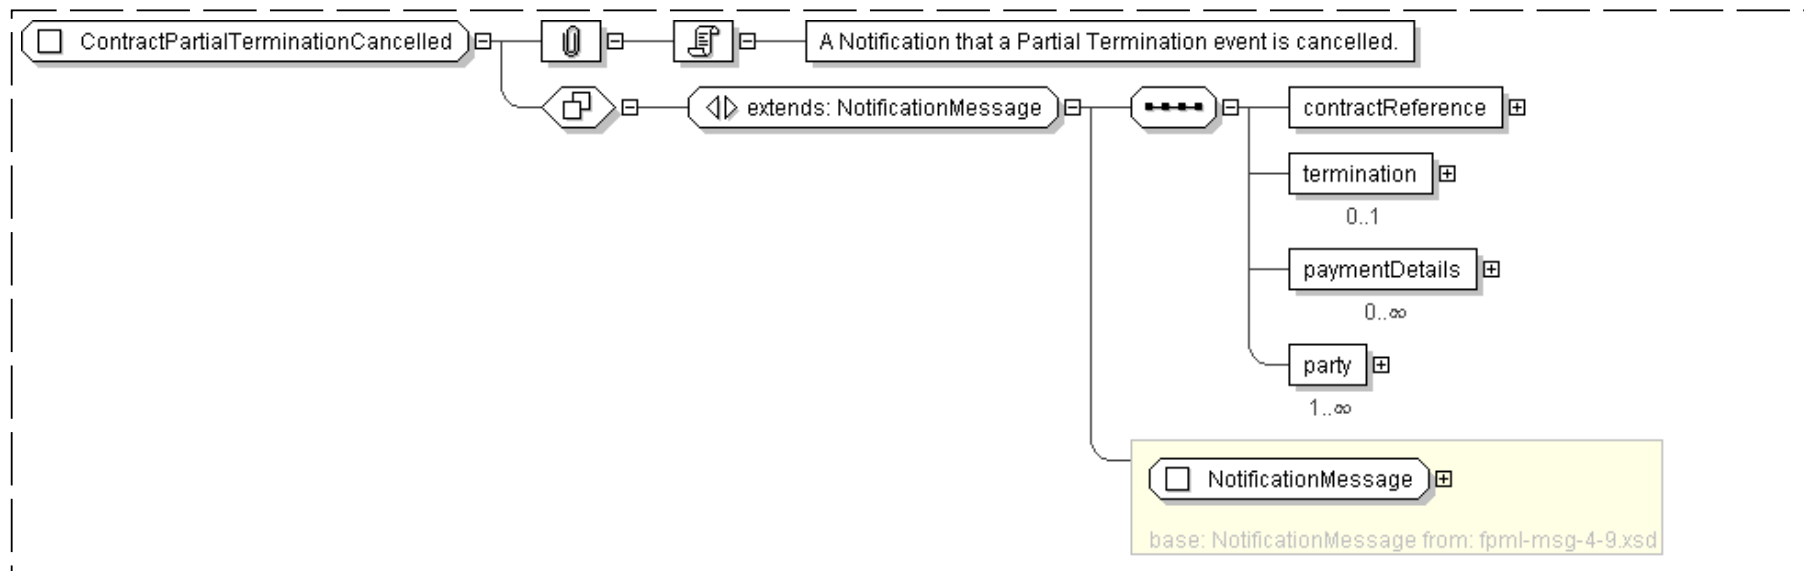 ContractPartialTerminationCancelled
A Notification that a Partial Termination event is cancelled.
extends: NotificationMessage
contractReference
termination
0..1
paymentDetails
0..∞
party
1..∞
NotificationMessage
base: NotificationMessage from: fpml-msg-4-9.xsd